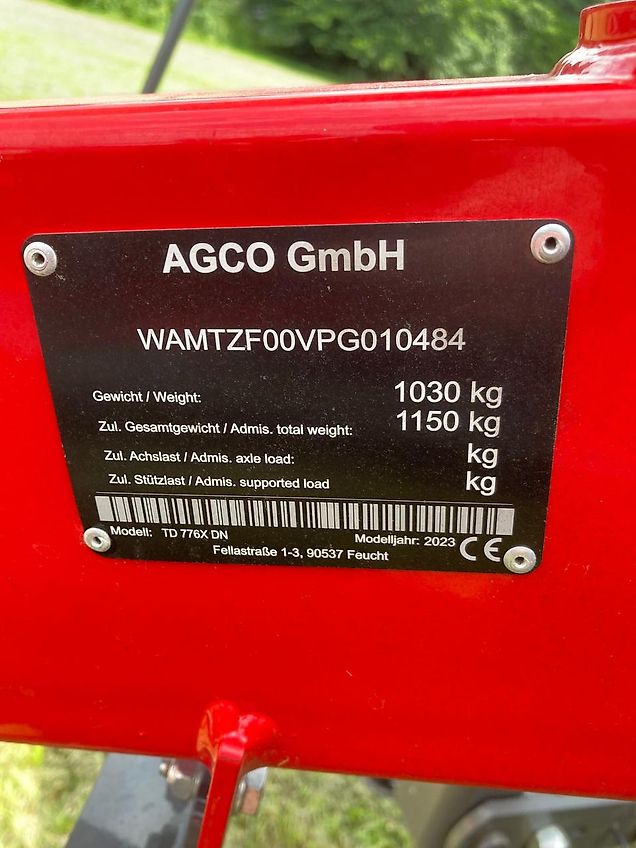 AGCO GmbH
WAMTZF00VPG010484
Gewicht / Weight: 1030 kg
Zul. Gesamtgewicht / Admis. total weight: 1150 kg
Zul. Achslast / Admis. axle load: kg
Zul. Stützlast / Admis. supported load kg
Modell: TD 776X DN Modelljahr: 2023 CE
Fellastraße 1-3, 90537 Feucht